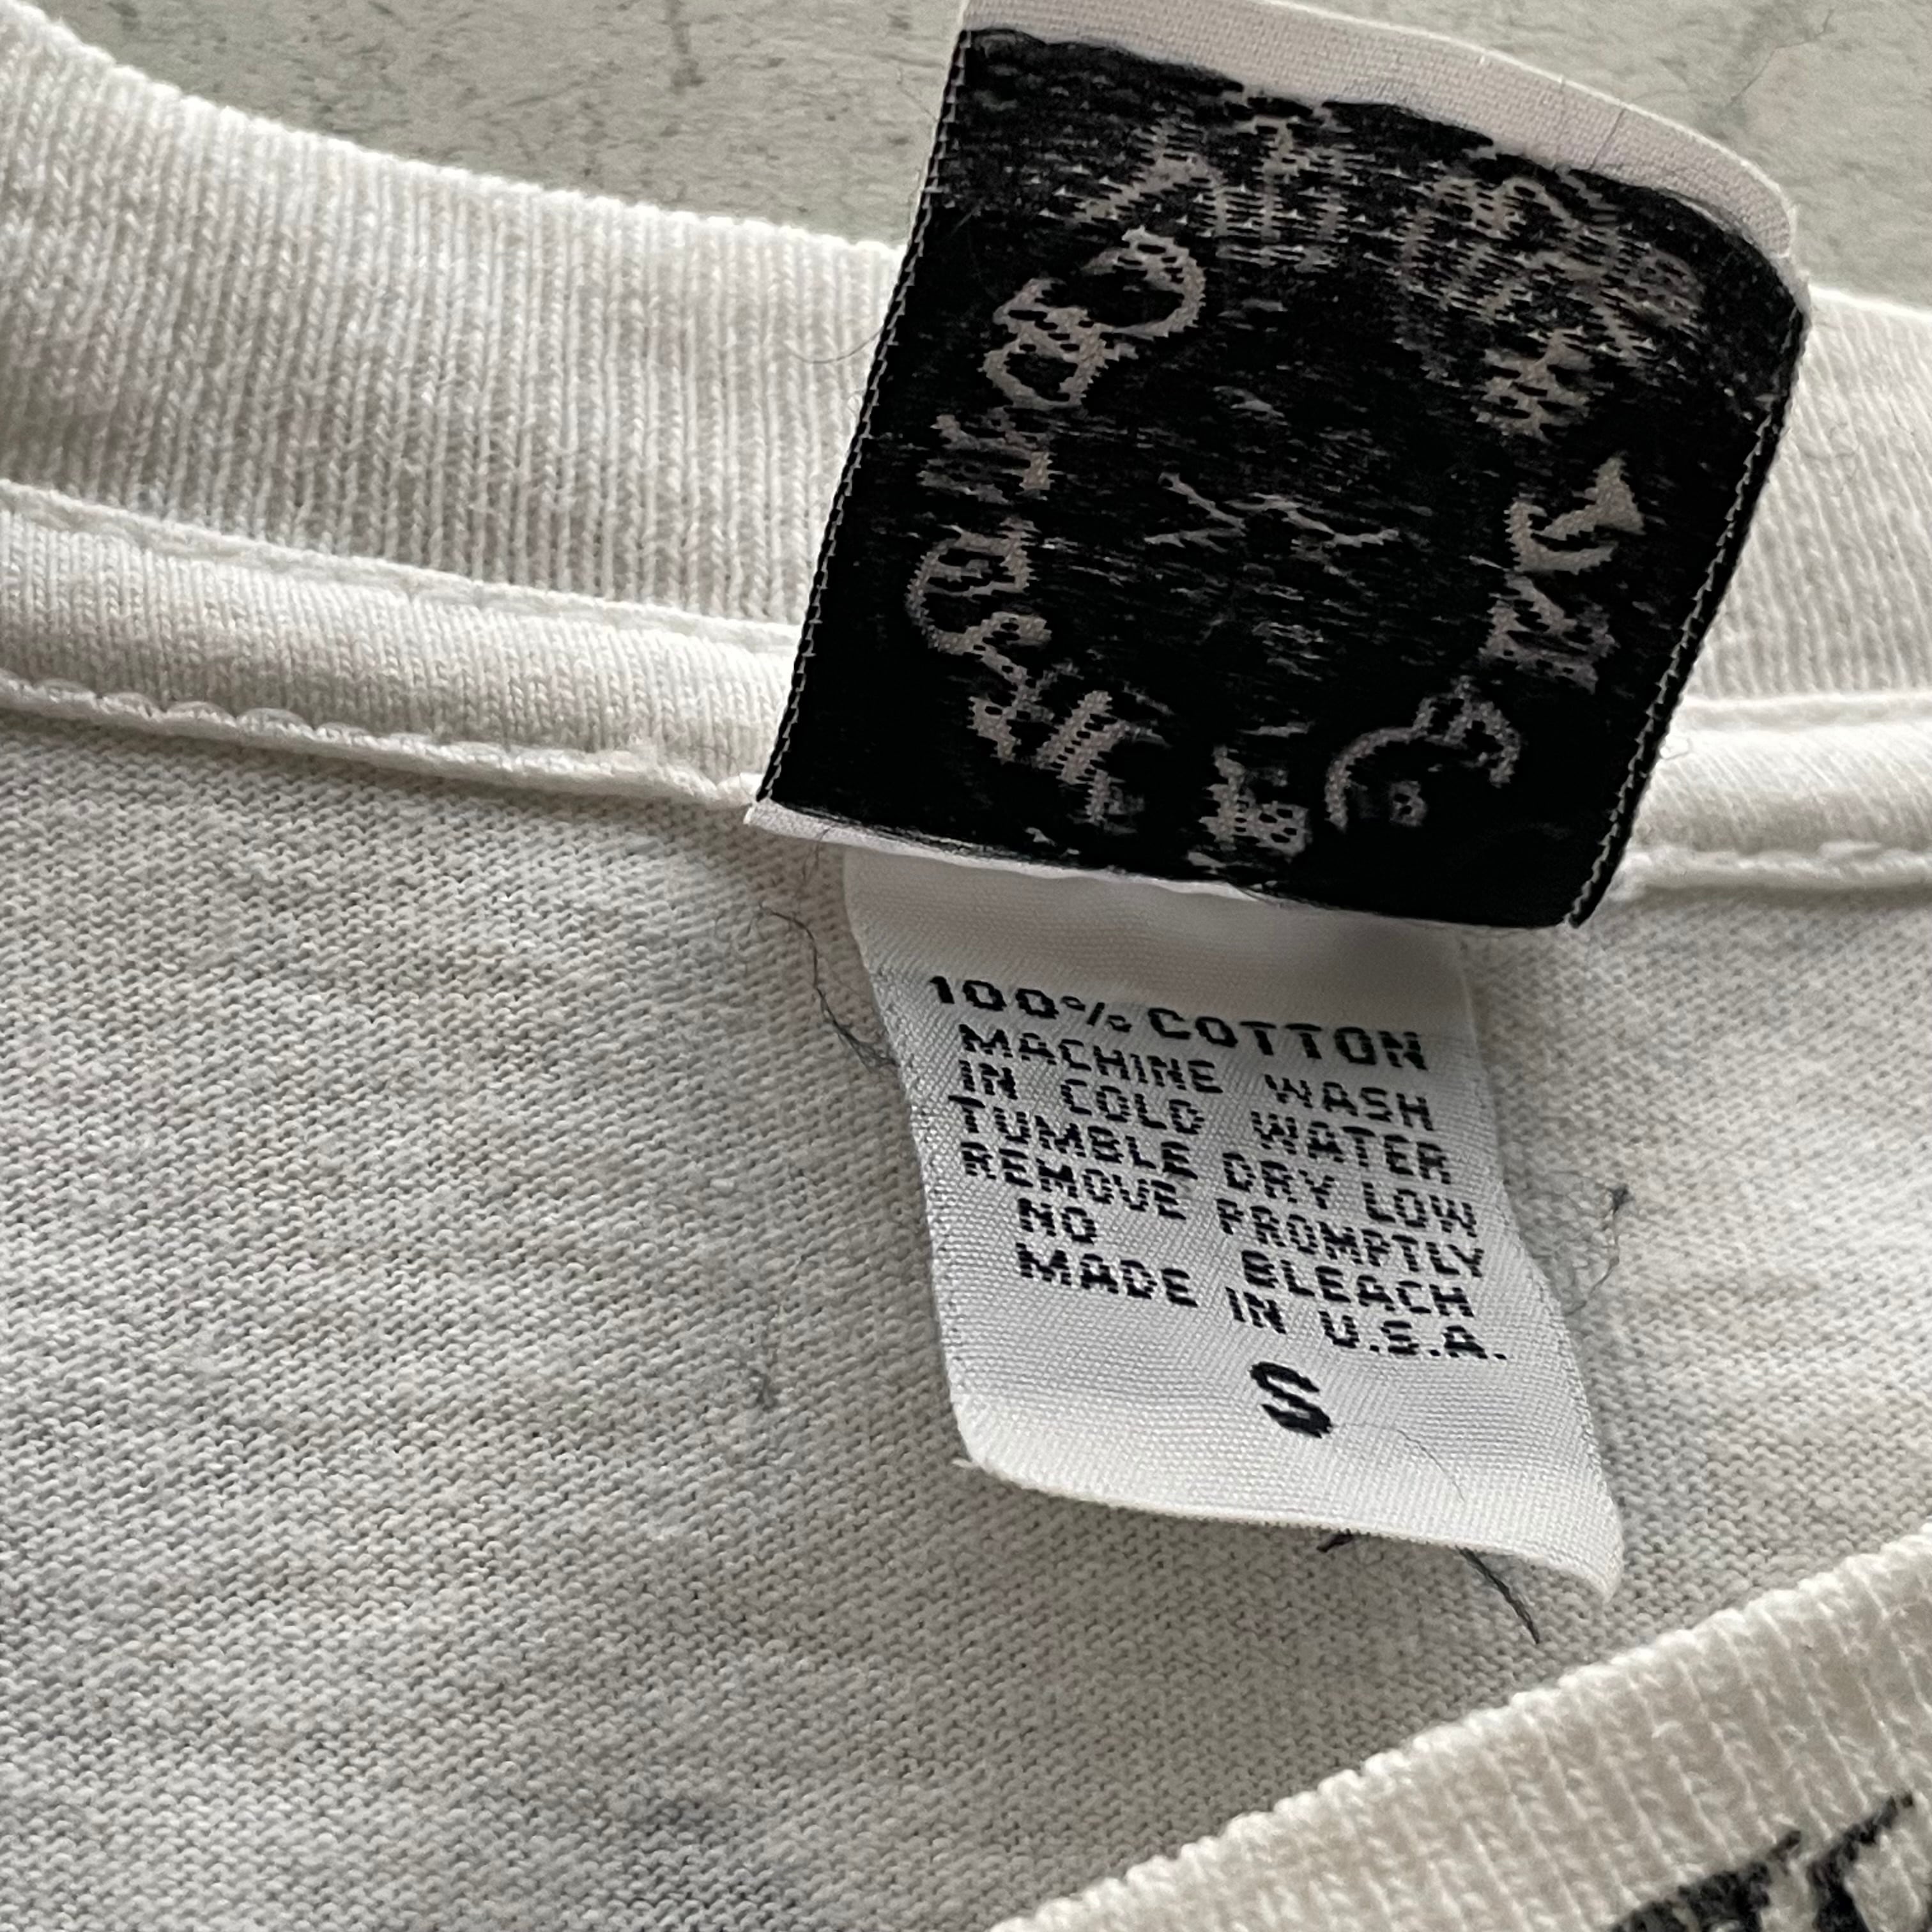 100% COTTON
MACHINE WASH
IN COLD WATER
TUMBLE DRY LOW
REMOVE PROMPTLY
NO BLEACH
MADE IN U.S.A.
S